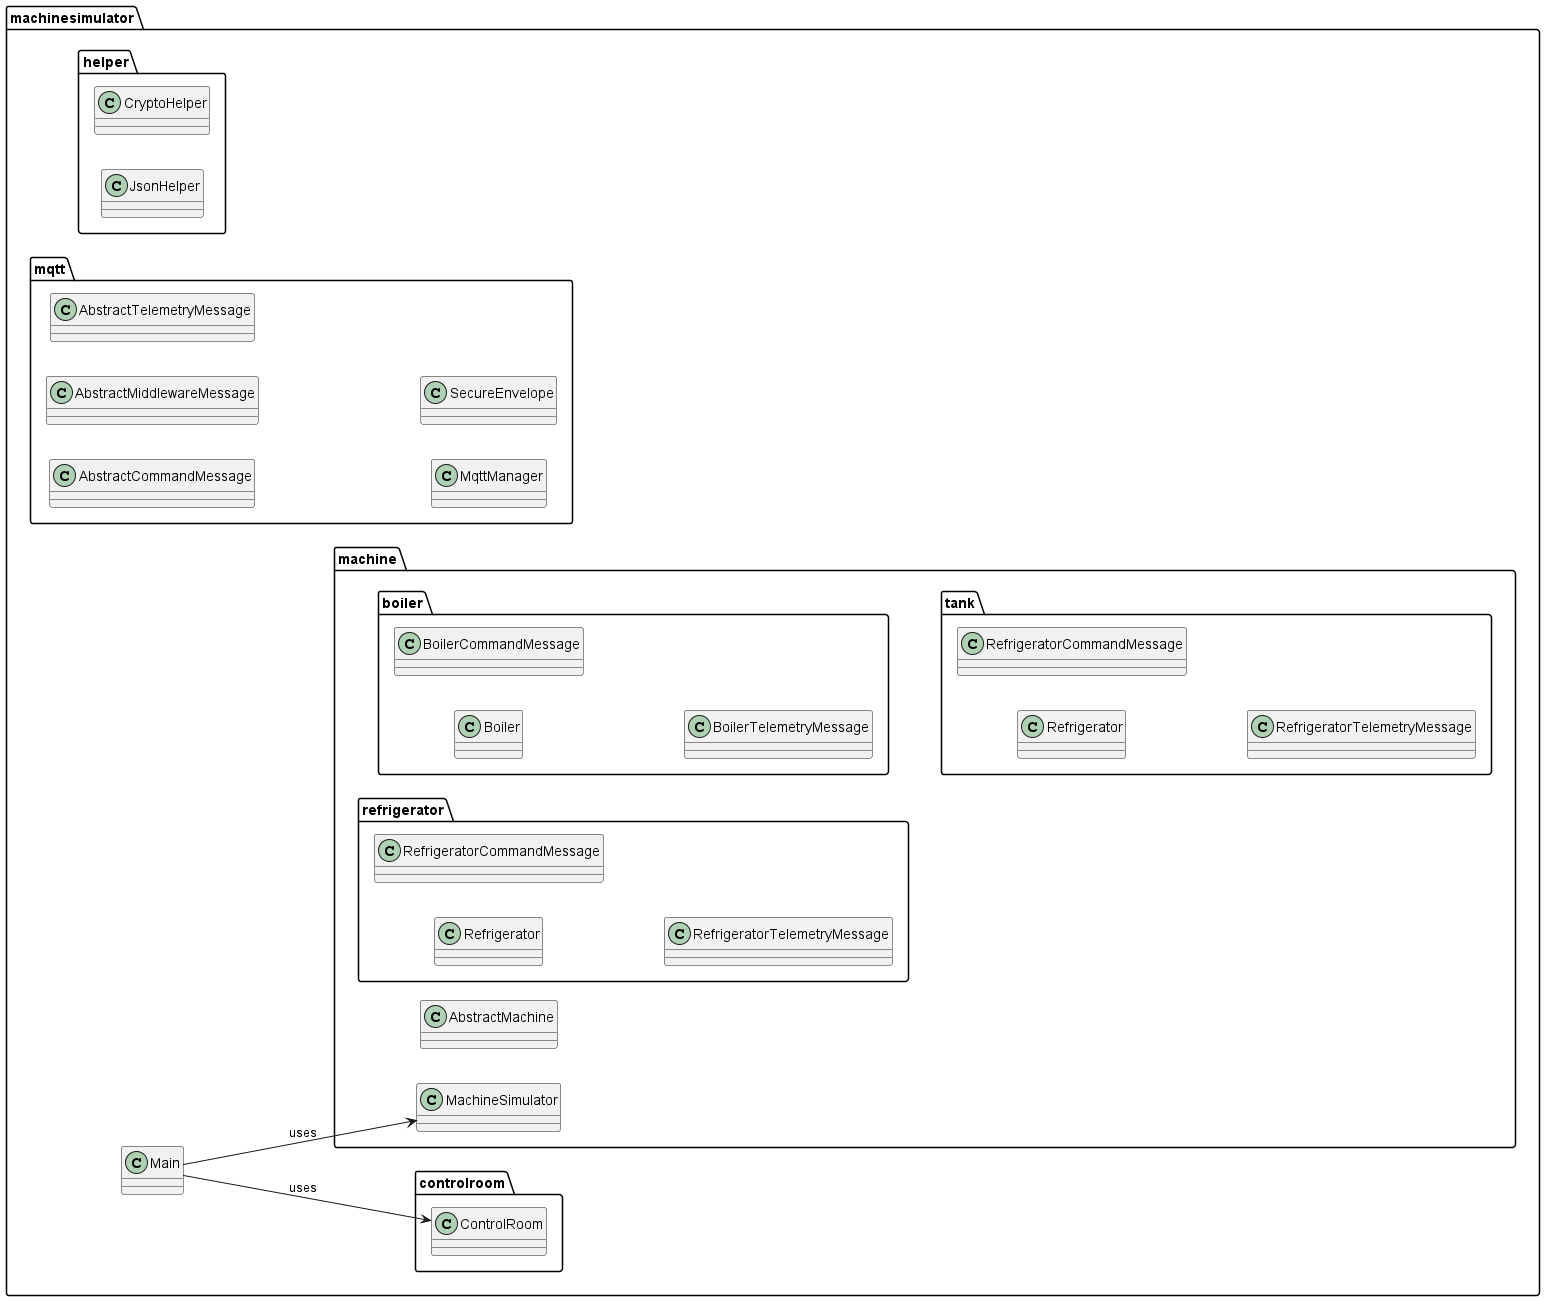 machinesimulator
helper
C CryptoHelper
C JsonHelper
mqtt
C AbstractTelemetryMessage
C AbstractMiddlewareMessage
C SecureEnvelope
C AbstractCommandMessage
C MqttManager
machine
boiler
C BoilerCommandMessage
C Boiler
C BoilerTelemetryMessage
tank
C RefrigeratorCommandMessage
C Refrigerator
C RefrigeratorTelemetryMessage
refrigerator
C RefrigeratorCommandMessage
C Refrigerator
C RefrigeratorTelemetryMessage
C AbstractMachine
C MachineSimulator
uses
C Main
uses
controlroom
C ControlRoom